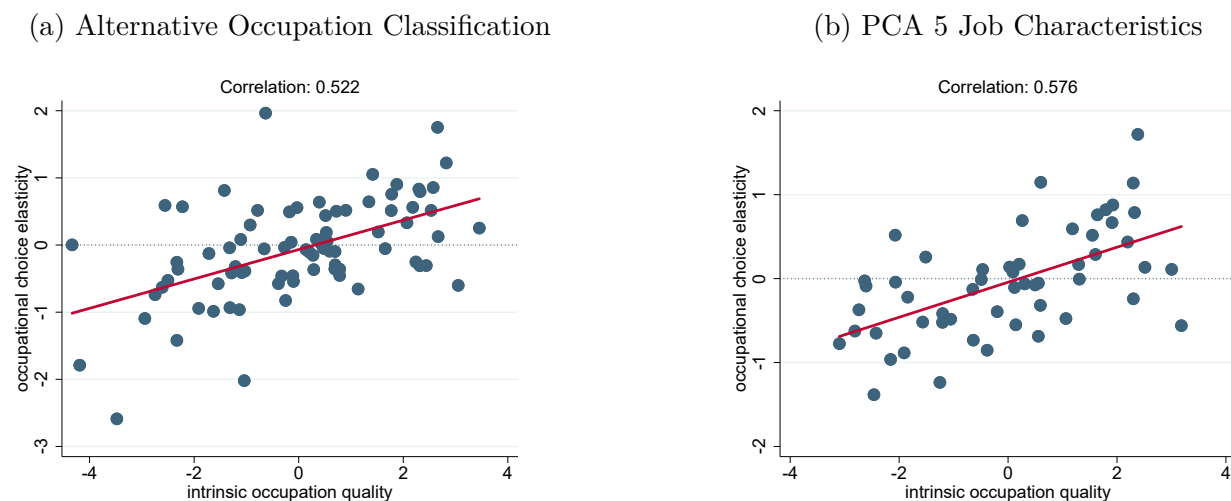 (a) Alternative Occupation Classification
Correlation: 0.522
occupational choice elasticity
2
1
0
-1
-2
-3
-4
-2
0
2
4
intrinsic occupation quality
(b) PCA 5 Job Characteristics
Correlation: 0.576
occupational choice elasticity
2
1
0
-1
-2
-4
-2
0
2
4
intrinsic occupation quality